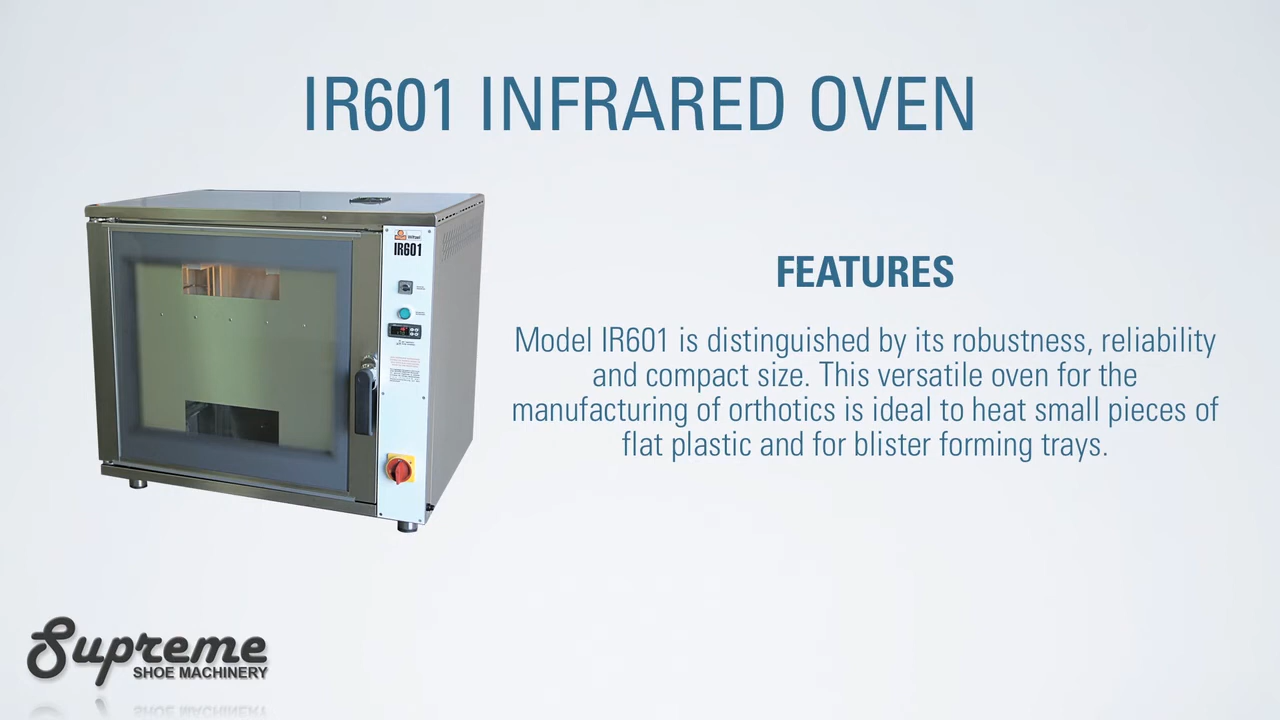 IR601 INFRARED OVEN
IR601
FEATURES
Model IR601 is distinguished by its robustness, reliability
and compact size. This versatile oven for the
manufacturing of orthotics is ideal to heat small pieces of
flat plastic and for blister forming trays.
Supreme
SHOE MACHINERY
SHOE MACHINERY